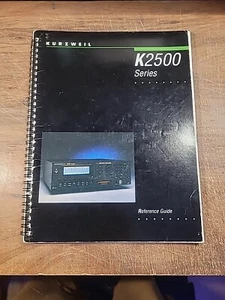 KURZWEIL
K2500
Series
Reference Guide